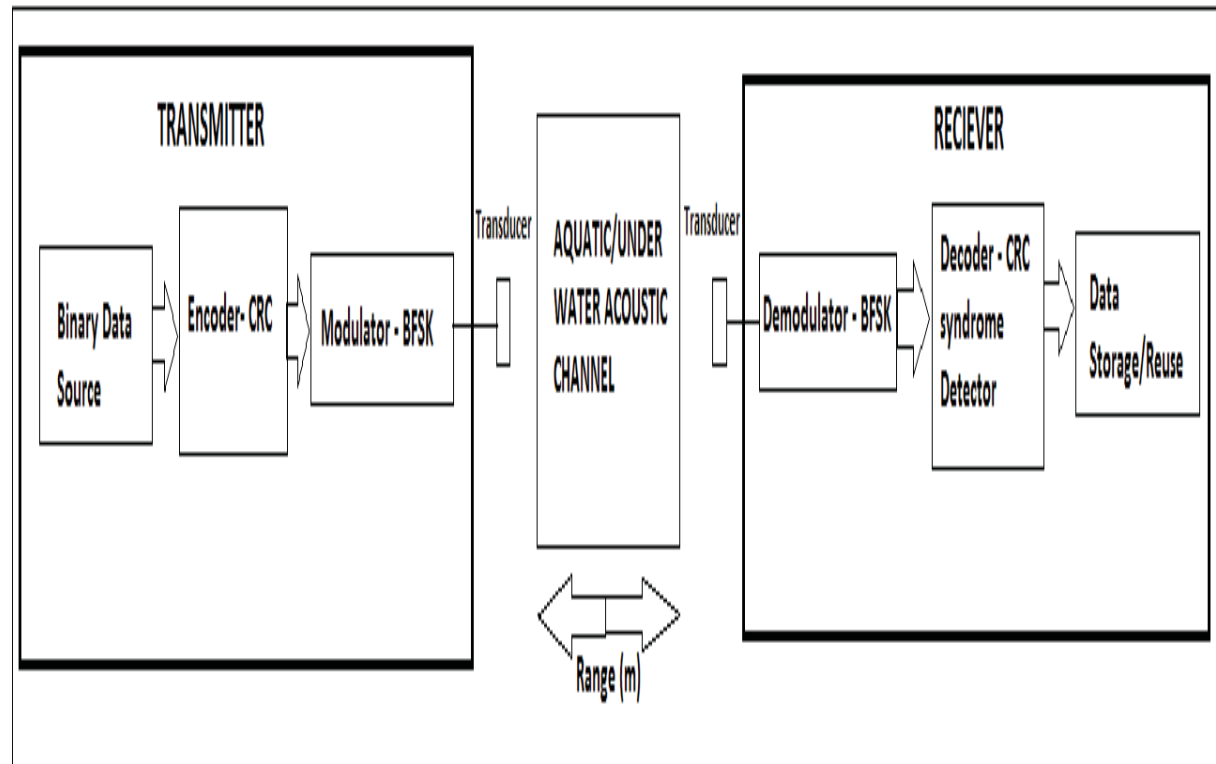 TRANSMITTER
Binary Data
Source
Encoder- CRC
Modulator - BFSK
Transducer
AQUATIC/UNDER
WATER ACOUSTIC
CHANNEL
Range (m)
Transducer
RECIEVER
Demodulator - BFSK
Decoder - CRC
syndrome
Detector
Data
Storage/Reuse